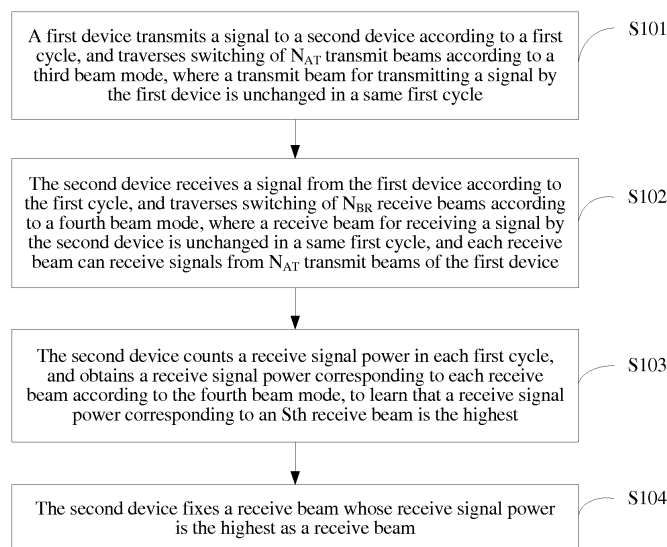 A first device transmits a signal to a second device according to a first
cycle, and traverses switching of NAT transmit beams according to a
third beam mode, where a transmit beam for transmitting a signal by
the first device is unchanged in a same first cycle
S101
The second device receives a signal from the first device according to
the first cycle, and traverses switching of NBR receive beams according
to a fourth beam mode, where a receive beam for receiving a signal by
the second device is unchanged in a same first cycle, and each receive
beam can receive signals from NAT transmit beams of the first device
S102
The second device counts a receive signal power in each first cycle,
and obtains a receive signal power corresponding to each receive
beam according to the fourth beam mode, to learn that a receive signal
power corresponding to an Sth receive beam is the highest
S103
The second device fixes a receive beam whose receive signal power
is the highest as a receive beam
S104